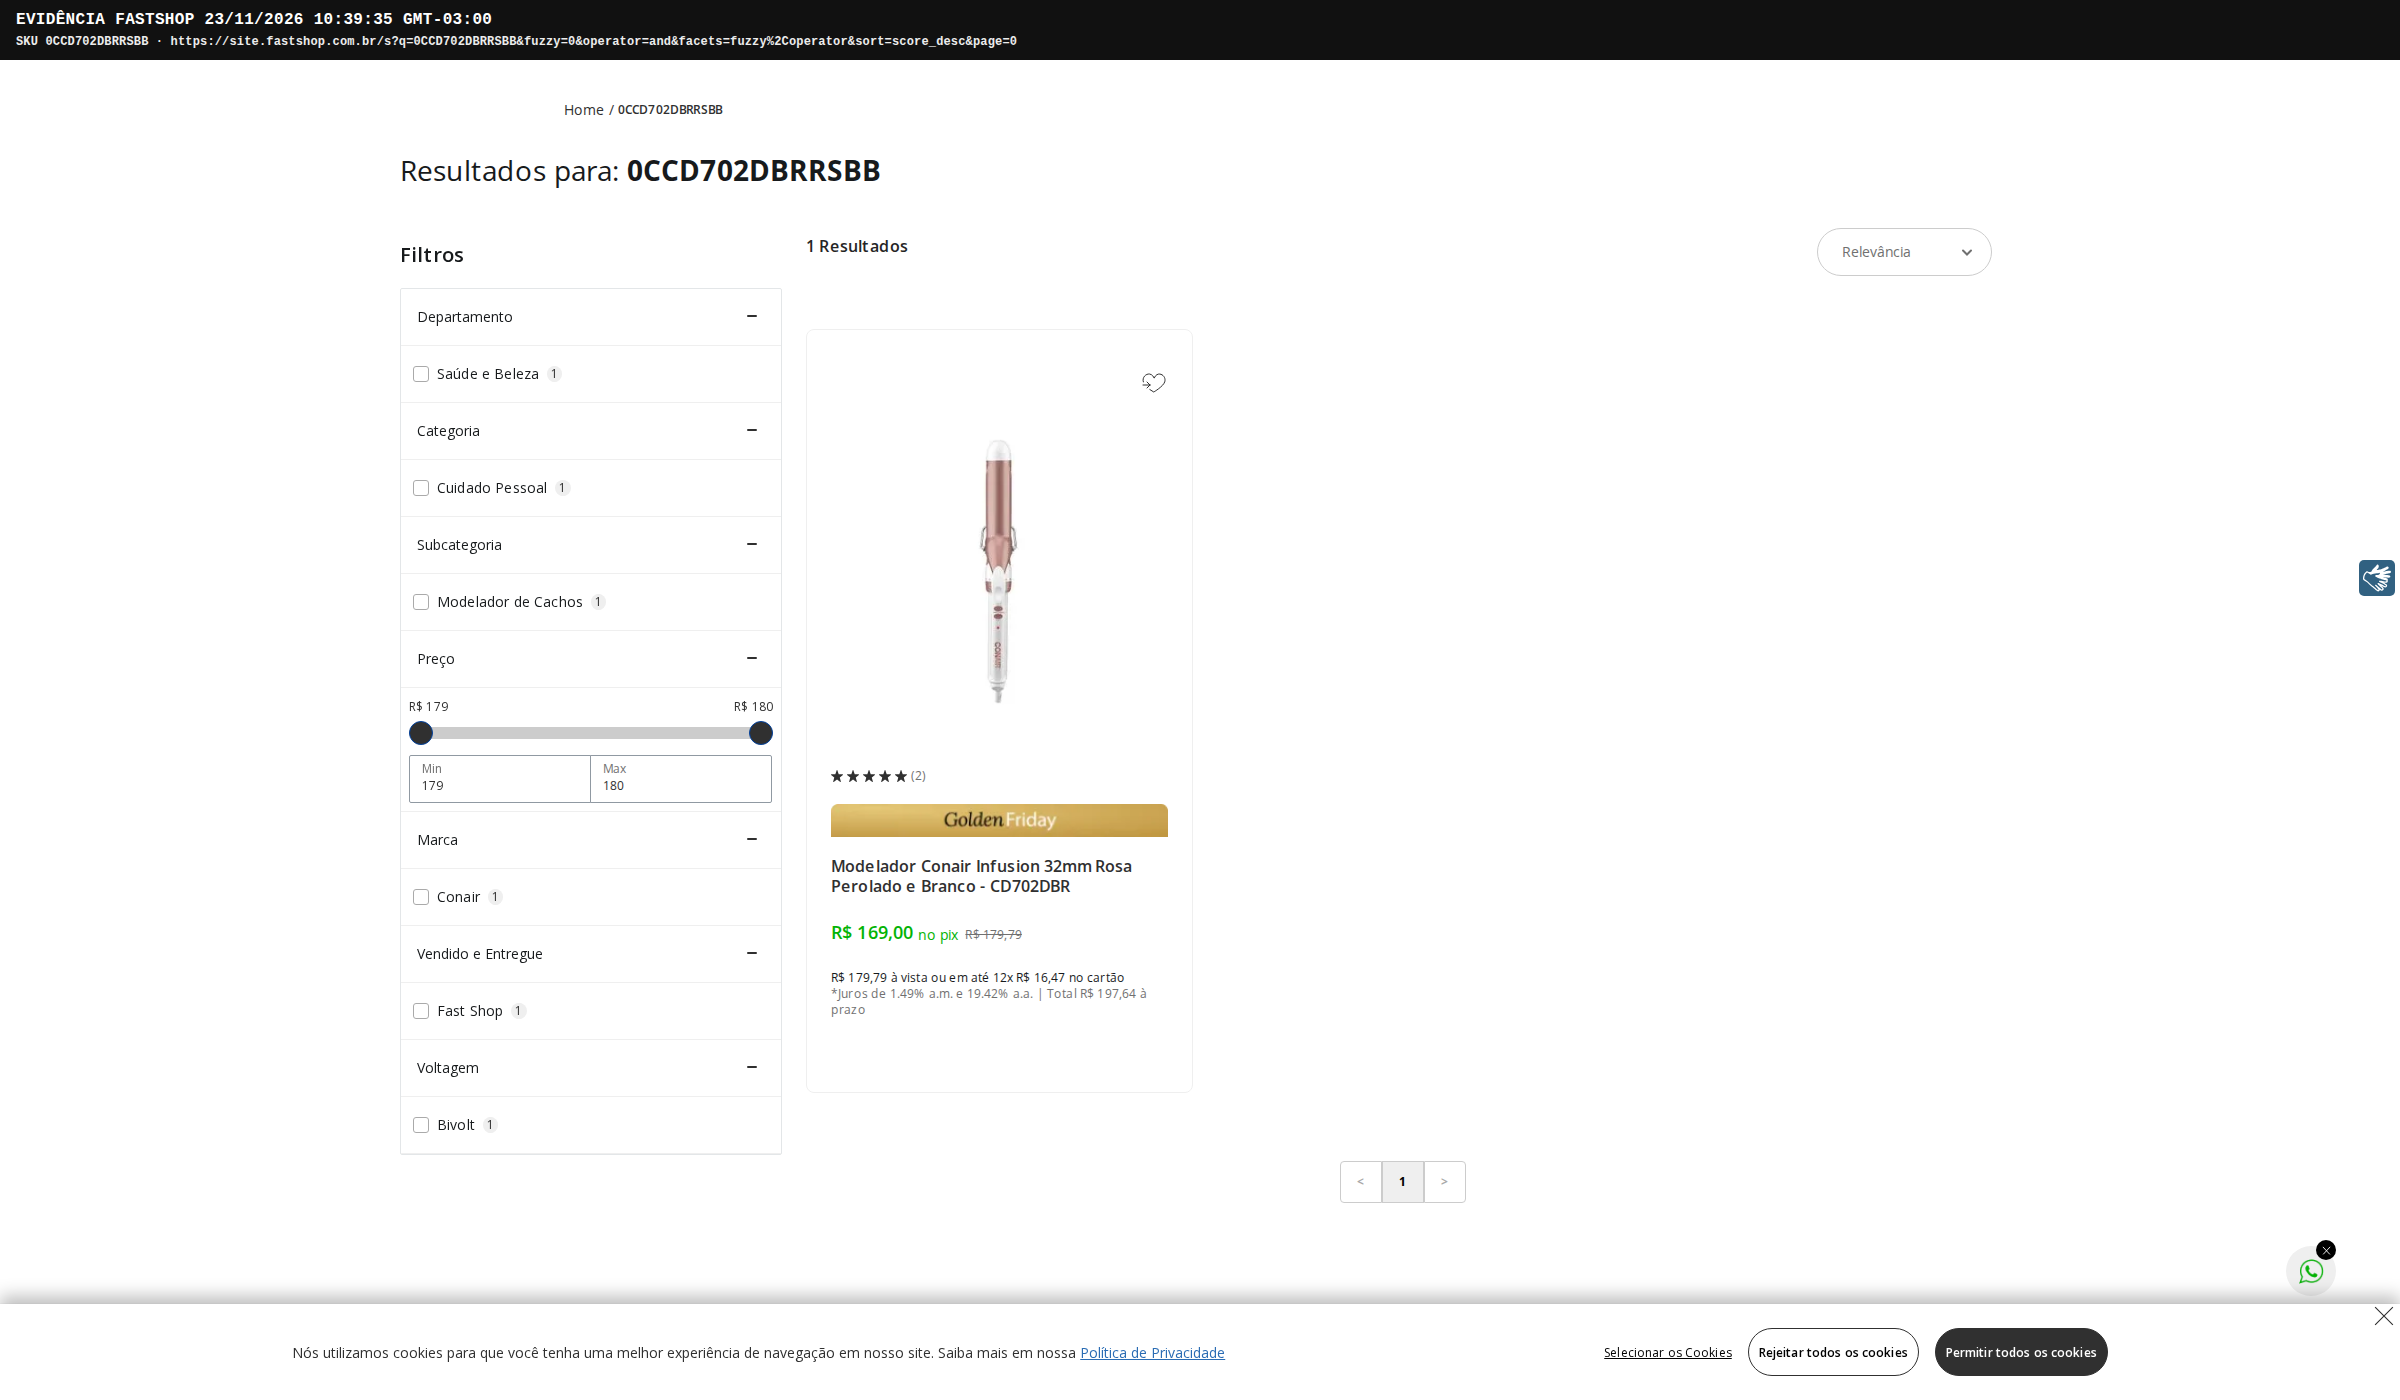 EVIDÊNCIA FASTSHOP 23/11/2026 10:39:35 GMT-03:00
SKU 0CCD702DBRRSBB · https://site.fastshop.com.br/s?q=0CCD702DBRRSBB&fuzzy=0&operator=and&facets=fuzzy%2Coperator&sort=score_desc&page=0
Home / 0CCD702DBRRSBB
Resultados para: 0CCD702DBRRSBB
Filtros
1 Resultados
Relevância
Departamento
Saúde e Beleza 1
Categoria
Cuidado Pessoal 1
Subcategoria
Modelador de Cachos 1
Preço
R$ 179
R$ 180
Min
179
Max
180
Marca
Conair 1
Vendido e Entregue
Fast Shop 1
Voltagem
Bivolt 1
CONAIR
(2)
Golden Friday
Modelador Conair Infusion 32mm Rosa
Perolado e Branco - CD702DBR
R$ 169,00 no pix R$ 179,79
R$ 179,79 à vista ou em até 12x R$ 16,47 no cartão
*Juros de 1.49% a.m. e 19.42% a.a. | Total R$ 197,64 à
prazo
< 1 >
Nós utilizamos cookies para que você tenha uma melhor experiência de navegação em nosso site. Saiba mais em nossa Política de Privacidade
Selecionar os Cookies
Rejeitar todos os cookies
Permitir todos os cookies